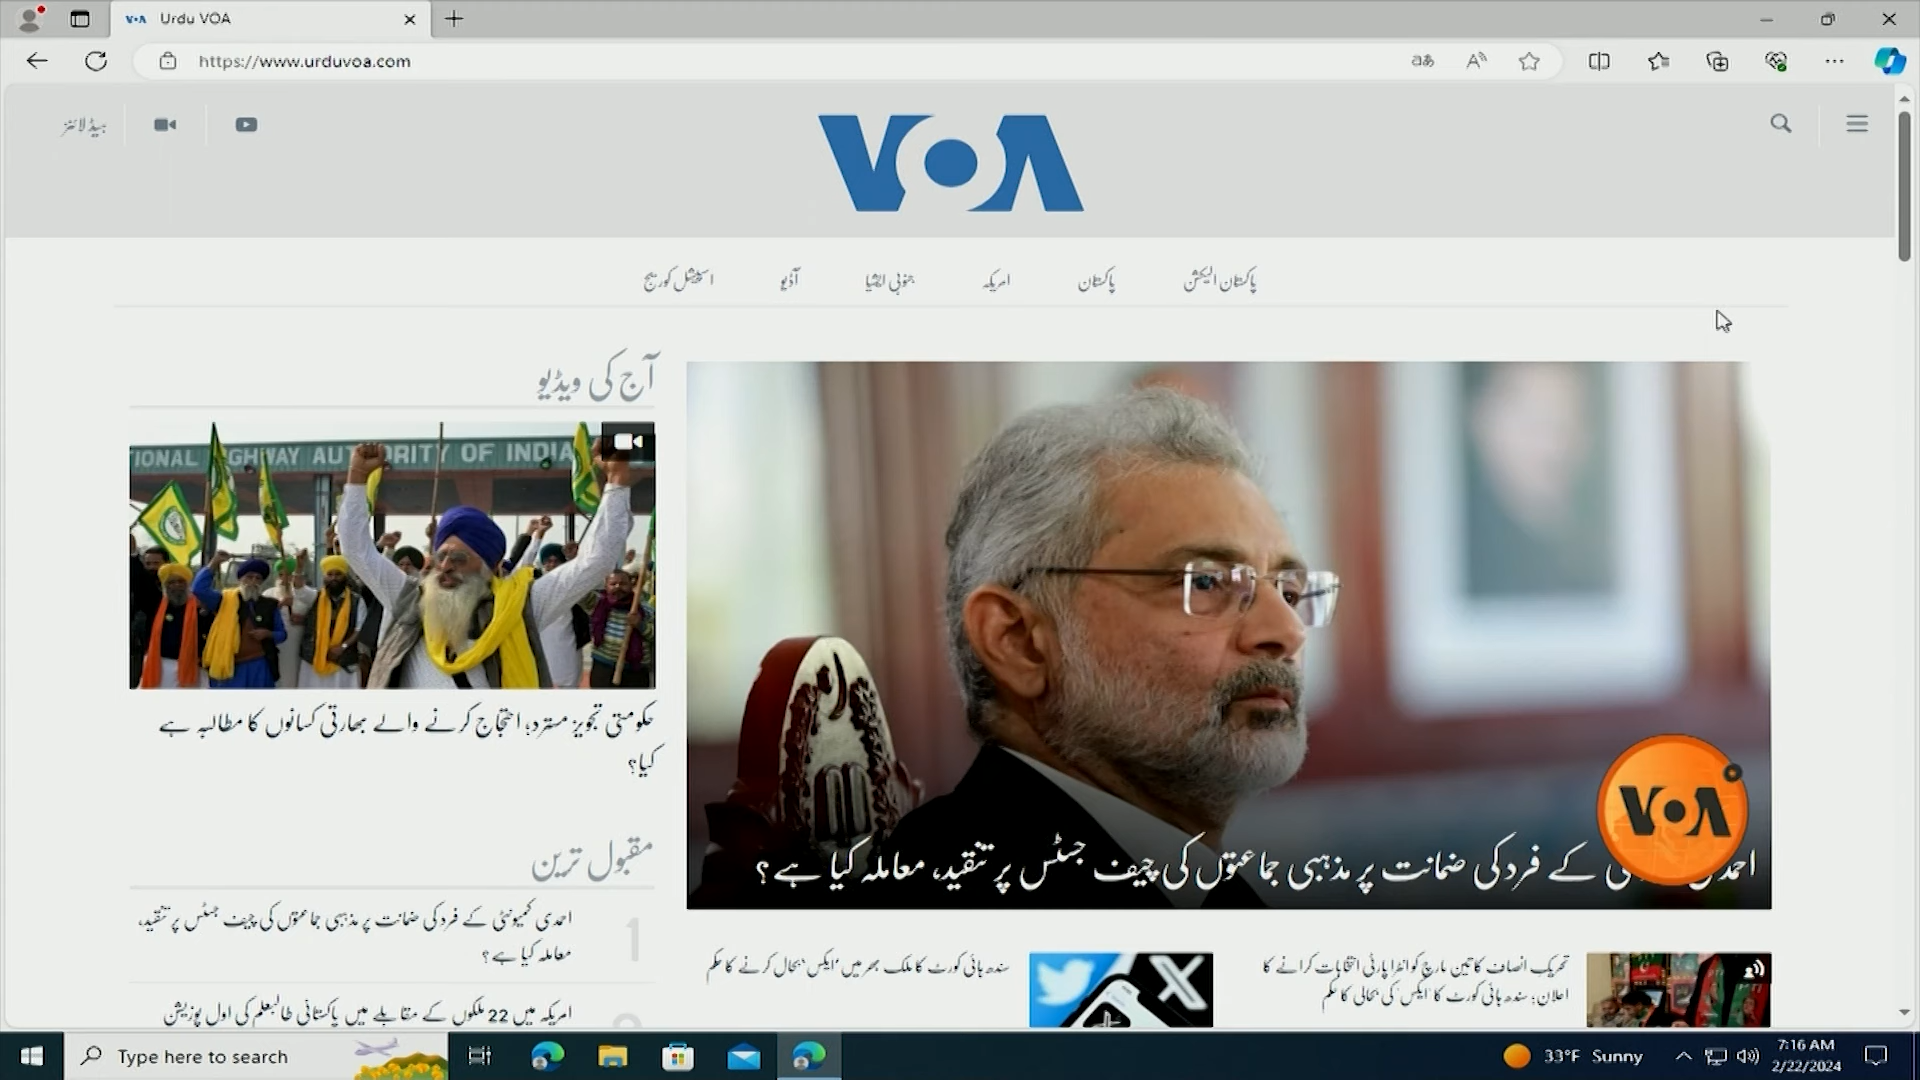 Urdu VOA
https://www.urduvoa.com
ہیڈلائنز
VOA
پاکستان الیکشن
پاکستان
امریکہ
جنوبی ایشیا
آڈیو
اسپیشل کوریج
آج کی ویڈیو
HIGHWAY AUTHORITY OF INDIA
حکومتی تجویز مسترد؛ احتجاج کرنے والے بھارتی کسانوں کا مطالبہ ہے
کیا؟
VOA
کے فرد کی ضمانت پر مذہبی جماعتوں کی چیف جسٹس پر تنقید، معاملہ کیا ہے؟
مقبول ترین
1
احمدی کمیونٹی کے فرد کی ضمانت پر مذہبی جماعتوں کی چیف جسٹس پر تنقید،
معاملہ کیا ہے؟
امریکہ میں 22 ملکوں کے مقابلے میں پاکستانی طالبعلم کی اول پوزیشن
تحریک انصاف کا تین مارچ کو انٹرا پارٹی انتخابات کرانے کا
اعلان؛ سندھ ہائی کورٹ کا 'ایکس' کی بحالی کا حکم
سندھ ہائی کورٹ کا ملک بھر میں 'ایکس' بحال کرنے کا حکم
Type here to search
33°F Sunny
7:16 AM
2/22/2024